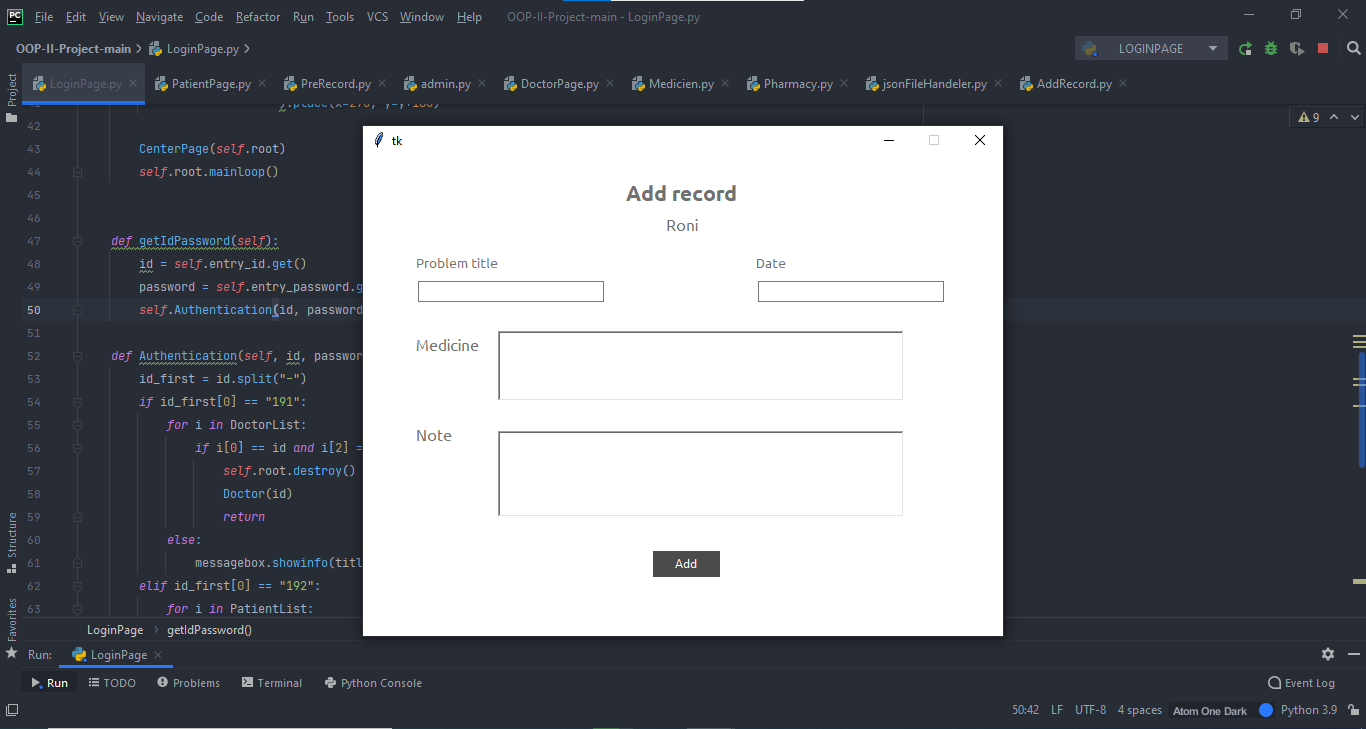 PC File Edit View Navigate Code Refactor Run Tools VCS Window Help OOP-II-Project-main - LoginPage.py
OOP-II-Project-main LoginPage.py LOGINPAGE
Project
LoginPage.py PatientPage.py PreRecord.py admin.py DoctorPage.py Medicien.py Pharmacy.py jsonFileHandeler.py AddRecord.py
9
42
43 CenterPage(self.root)
44 self.root.mainloop()
45
46
47 def getIdPassword(self):
48 id = self.entry_id.get()
49 password = self.entry_password.g
50 self.Authentication(id, password
51
52 def Authentication(self, id, passwor
53 id_first = id.split("-")
54 if id_first[0] == "191":
55 for i in DoctorList:
56 if i[0] == id and i[2] =
57 self.root.destroy()
58 Doctor(id)
59 return
60 else:
61 messagebox.showinfo(titl
62 elif id_first[0] == "192":
63 for i in PatientList:
tk
Add record
Roni
Problem title Date
Medicine
Note
Add
Structure
Favorites
LoginPage getIdPassword()
Run: LoginPage
Run TODO Problems Terminal Python Console Event Log
50:42 LF UTF-8 4 spaces Atom One Dark Python 3.9